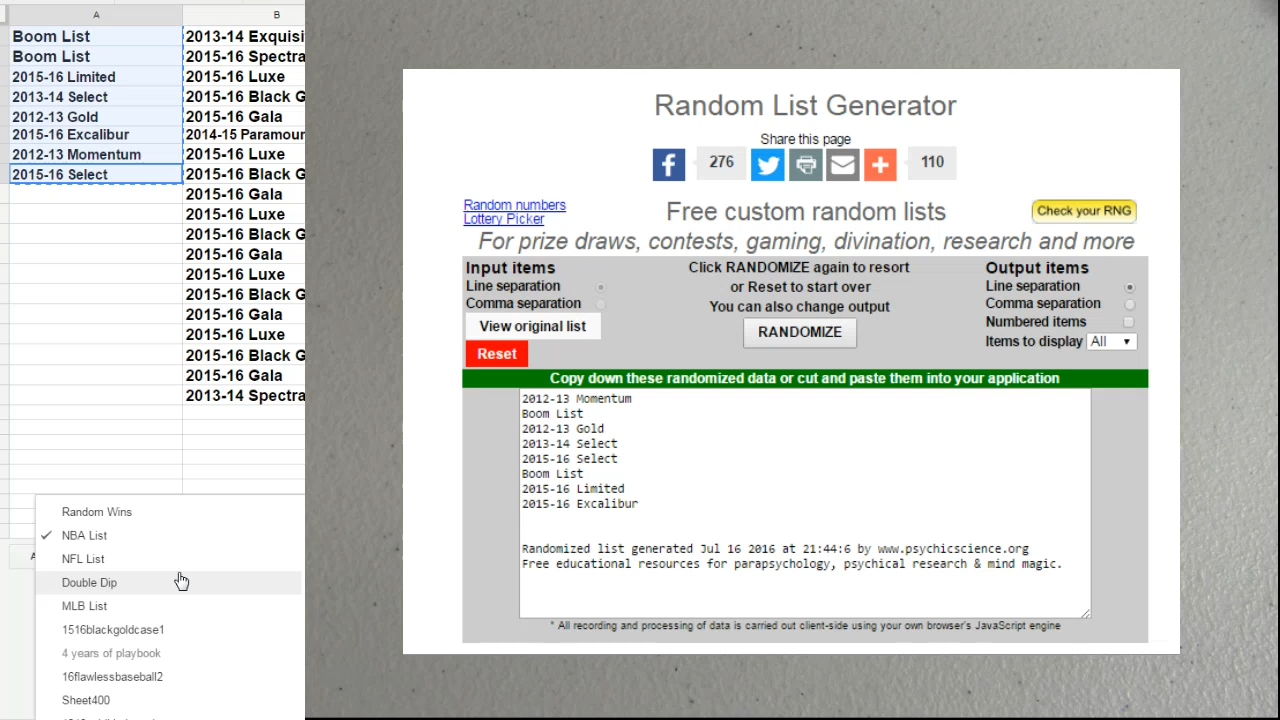 A
B
Boom List
2013-14 Exquisi
Boom List
2015-16 Spectra
2015-16 Limited
2015-16 Luxe
2013-14 Select
2015-16 Black G
2012-13 Gold
2015-16 Gala
2015-16 Excalibur
2014-15 Paramour
2012-13 Momentum
2015-16 Luxe
2015-16 Select
2015-16 Black G
2015-16 Gala
2015-16 Luxe
2015-16 Black G
2015-16 Gala
2015-16 Luxe
2015-16 Black G
2015-16 Gala
2015-16 Luxe
2015-16 Black G
2015-16 Gala
2013-14 Spectra
Random Wins
NBA List
NFL List
Double Dip
MLB List
1516blackgoldcase1
4 years of playbook
16flawlessbaseball2
Sheet400
Random List Generator
Share this page
276
110
Random numbers
Lottery Picker
Free custom random lists
Check your RNG
For prize draws, contests, gaming, divination, research and more
Input items
Line separation
Comma separation
View original list
Reset
Click RANDOMIZE again to resort
or Reset to start over
You can also change output
RANDOMIZE
Output items
Line separation
Comma separation
Numbered items
Items to display All
Copy down these randomized data or cut and paste them into your application
2012-13 Momentum
Boom List
2012-13 Gold
2013-14 Select
2015-16 Select
Boom List
2015-16 Limited
2015-16 Excalibur
Randomized list generated Jul 16 2016 at 21:44:6 by www.psychicscience.org
Free educational resources for parapsychology, psychical research & mind magic.
* All recording and processing of data is carried out client-side using your own browser's JavaScript engine